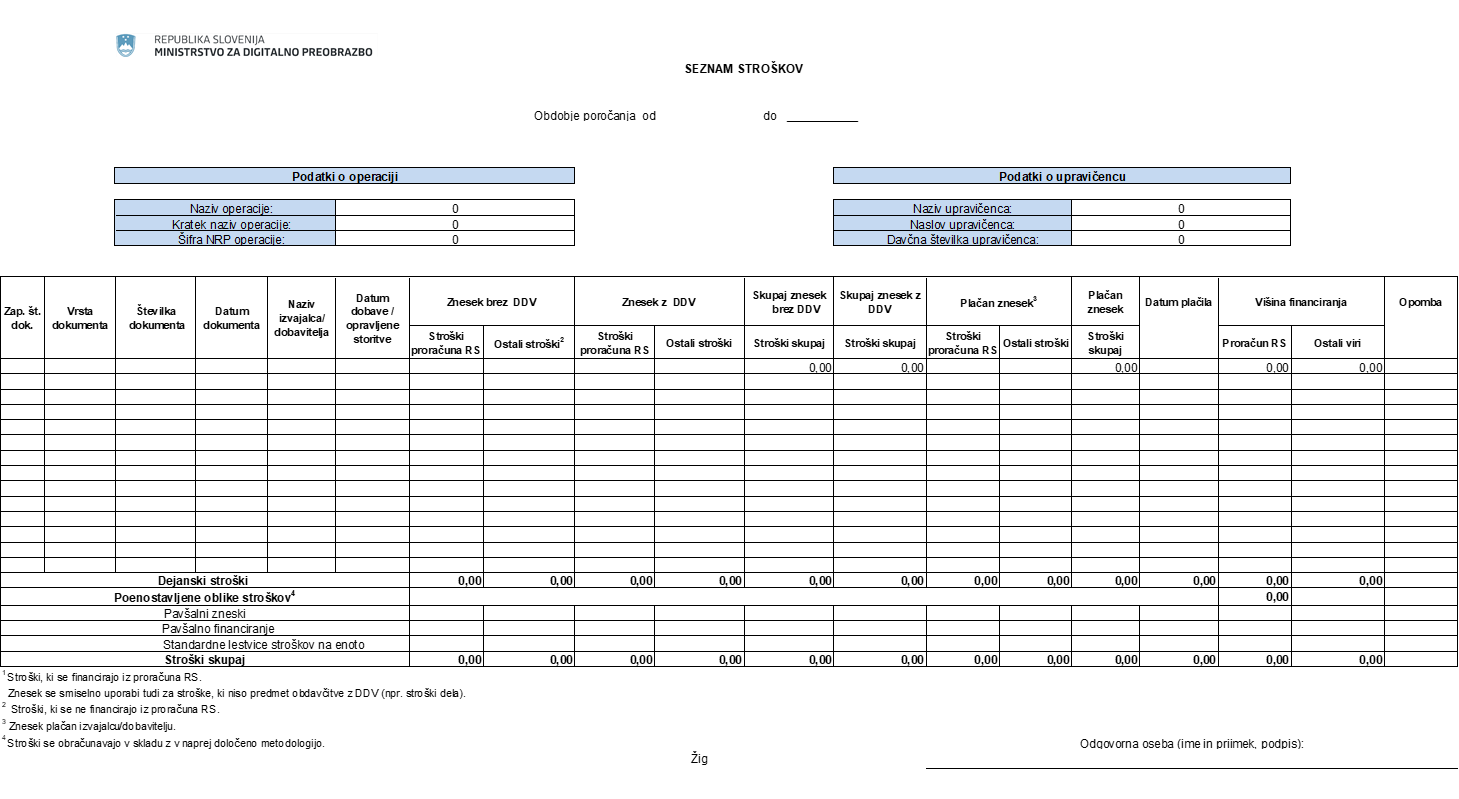 REPUBLIKA SLOVENIJA
MINISTRSTVO ZA DIGITALNO PREOBRAZBO
SEZNAM STROŠKOV
Obdobje poročanja od do ___________
Podatki o operaciji
Naziv operacije: 0
Kratek naziv operacije: 0
Šifra NRP operacije: 0
Podatki o upravičencu
Naziv upravičenca: 0
Naslov upravičenca: 0
Davčna številka upravičenca: 0
Zap. št. dok. Vrsta dokumenta Številka dokumenta Datum dokumenta Naziv izvajalca/ dobavitelja Datum dobave / opravljene storitve Znesek brez DDV Znesek z DDV Skupaj znesek brez DDV Skupaj znesek z DDV Plačan znesek³ Plačan znesek Datum plačila Višina financiranja Opomba
Stroški proračuna RS Ostali stroški² Stroški proračuna RS Ostali stroški Stroški skupaj Stroški skupaj Stroški proračuna RS Ostali stroški Stroški skupaj Proračun RS Ostali viri
0,00 0,00 0,00 0,00 0,00
Dejanski stroški 0,00 0,00 0,00 0,00 0,00 0,00 0,00 0,00 0,00 0,00 0,00 0,00
Poenostavljene oblike stroškov⁴ 0,00
Pavšalni zneski
Pavšalno financiranje
Standardne lestvice stroškov na enoto
Stroški skupaj 0,00 0,00 0,00 0,00 0,00 0,00 0,00 0,00 0,00 0,00 0,00 0,00
¹ Stroški, ki se financirajo iz proračuna RS.
Znesek se smiselno uporabi tudi za stroške, ki niso predmet obdavčitve z DDV (npr. stroški dela).
² Stroški, ki se ne financirajo iz proračuna RS.
³ Znesek plačan izvajalcu/dobavitelju.
⁴ Stroški se obračunavajo v skladu z v naprej določeno metodologijo.
Odgovorna oseba (ime in priimek, podpis):
Žig